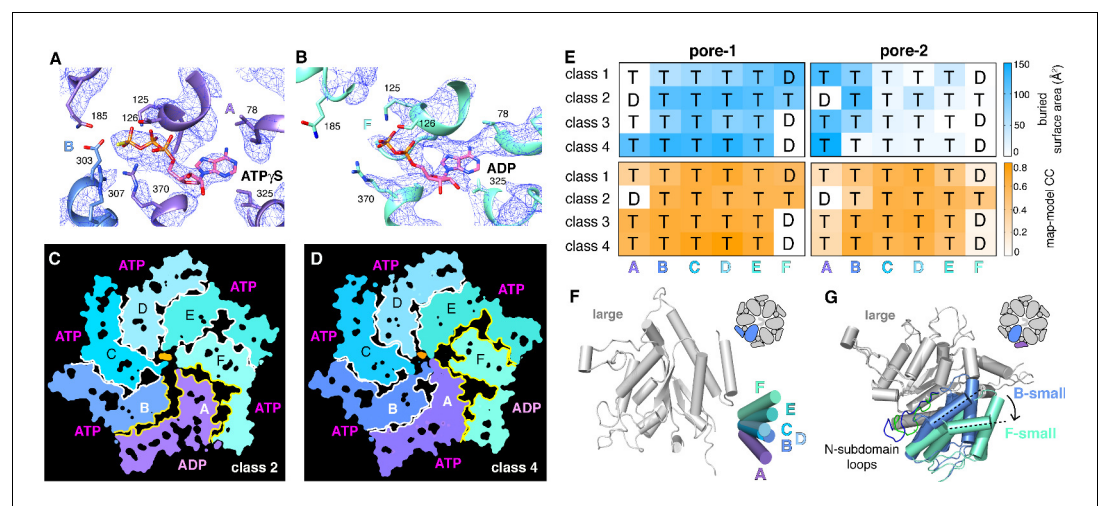 A
185
125
126
A
78
B
303
307
370
ATPγS
325
B
125
F
126
185
78
370
ADP
325
C
ATP
D
ATP
E
ATP
C
F
B
A
ATP
ATP
ADP
class 2
D
ATP
D
ATP
E
ATP
C
F
B
A
ATP
ADP
ATP
class 4
E
pore-1 pore-2
class 1 T T T T T D T T T T T D
class 2 D T T T T T D T T T T T
class 3 T T T T T D T T T T T D
class 4 T T T T T D T T T T T D
150
100
50
0
buried
surface area (Å²)
class 1 T T T T T D T T T T T D
class 2 D T T T T T D T T T T T
class 3 T T T T T D T T T T T D
class 4 T T T T T D T T T T T D
0.8
0.6
0.4
0.2
0
map-model CC
A B C D E F A B C D E F
F
large
F
E
C
D
B
A
G
large
B-small
F-small
N-subdomain
loops